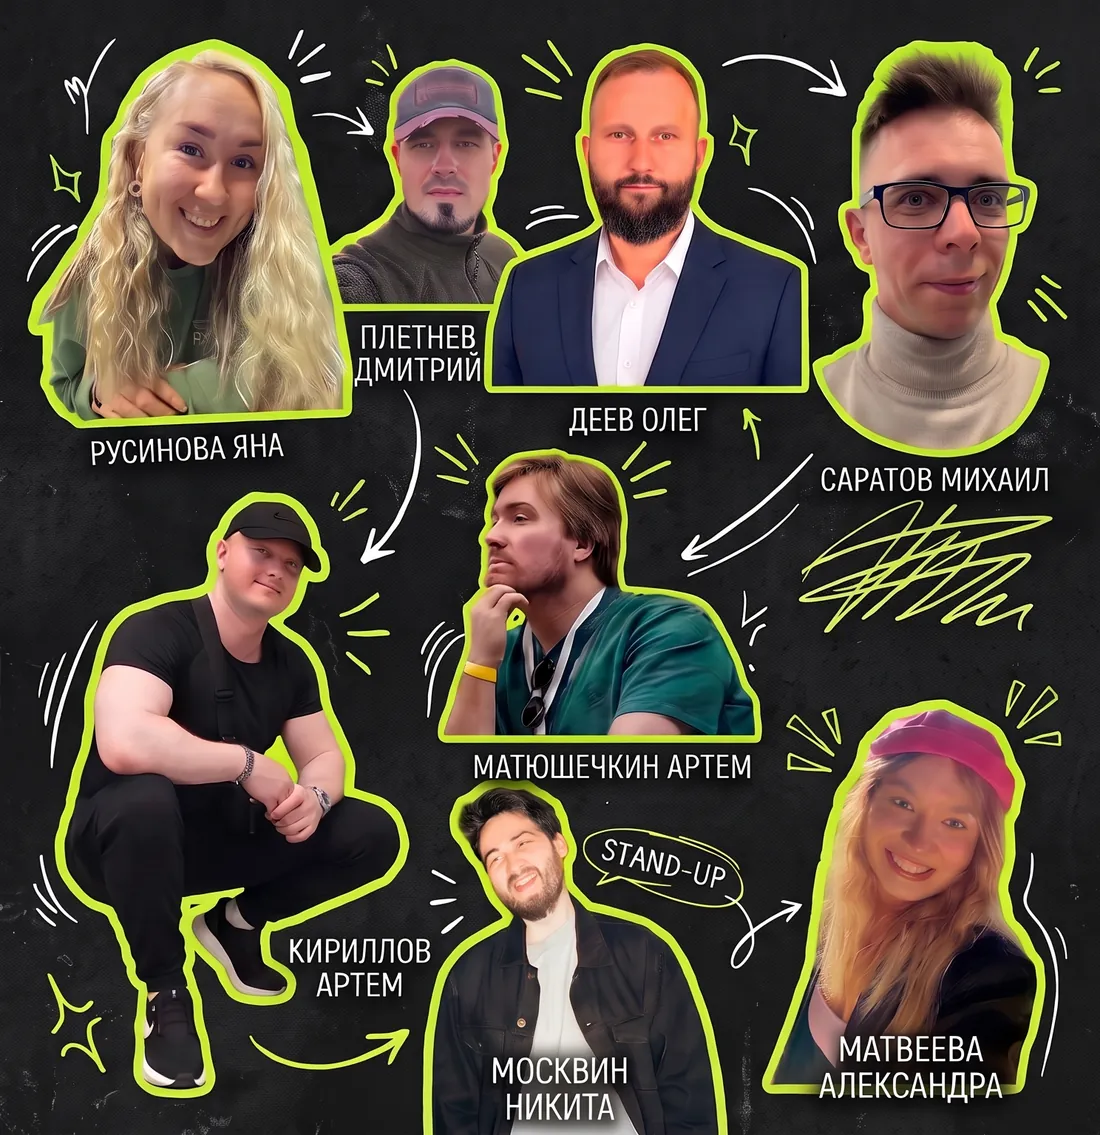 ПЛЕТНЕВ
ДМИТРИЙ
ДЕЕВ ОЛЕГ
РУСИНОВА ЯНА
САРАТОВ МИХАИЛ
МАТЮШЕЧКИН АРТЕМ
STAND-UP
КИРИЛЛОВ
АРТЕМ
МОСКВИН
НИКИТА
МАТВЕЕВА
АЛЕКСАНДРА